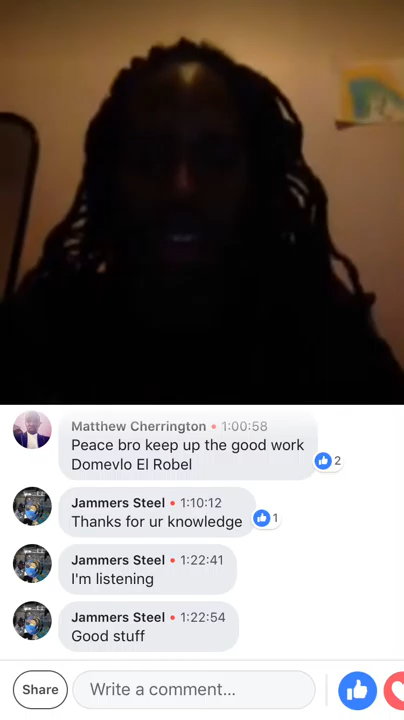 Matthew Cherrington • 1:00:58
Peace bro keep up the good work
Domevlo El Robel
2
Jammers Steel • 1:10:12
Thanks for ur knowledge
1
Jammers Steel • 1:22:41
I'm listening
Jammers Steel • 1:22:54
Good stuff
Share
Write a comment...